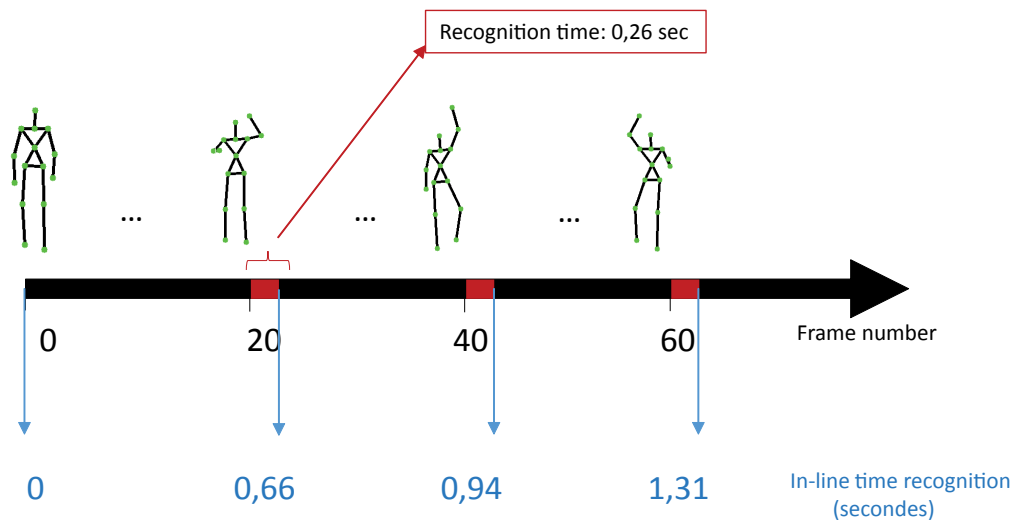 Recognition time: 0,26 sec
... ... ...
0 20 40 60 Frame number
0 0,66 0,94 1,31 In-line time recognition
(secondes)